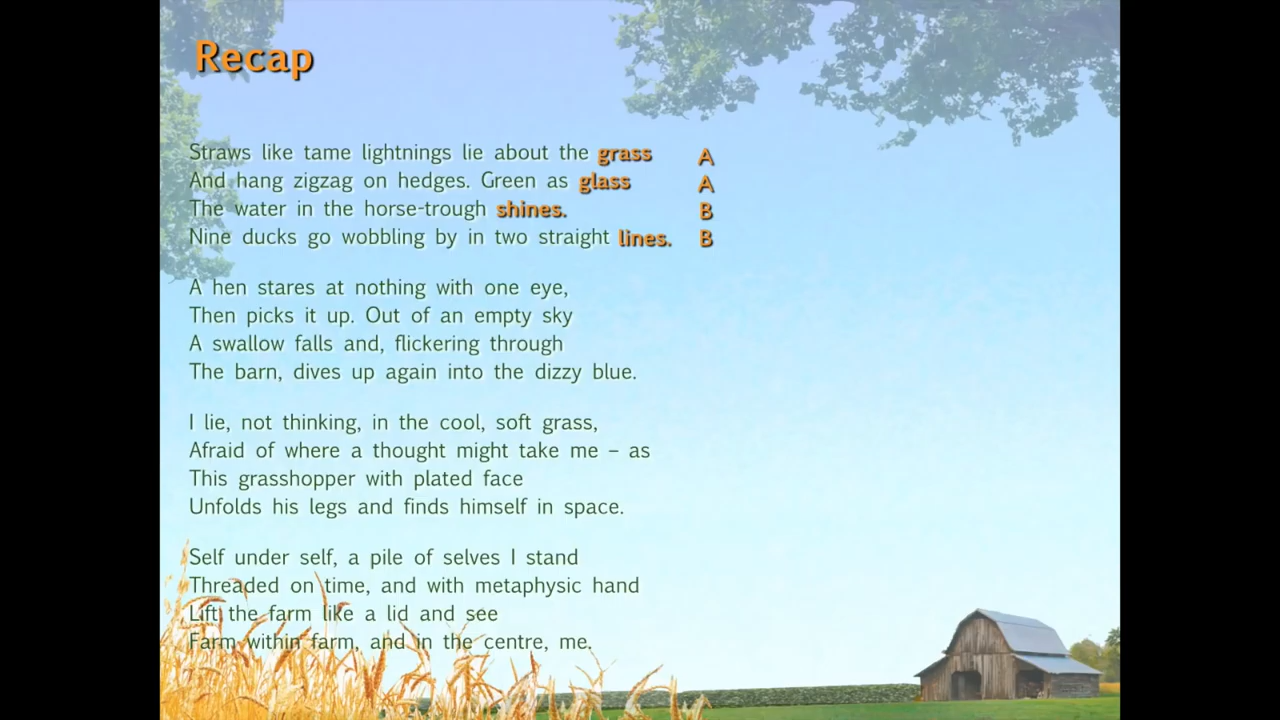 Recap
Straws like tame lightnings lie about the grass A
And hang zigzag on hedges. Green as glass A
The water in the horse-trough shines. B
Nine ducks go wobbling by in two straight lines. B
A hen stares at nothing with one eye,
Then picks it up. Out of an empty sky
A swallow falls and, flickering through
The barn, dives up again into the dizzy blue.
I lie, not thinking, in the cool, soft grass,
Afraid of where a thought might take me – as
This grasshopper with plated face
Unfolds his legs and finds himself in space.
Self under self, a pile of selves I stand
Threaded on time, and with metaphysic hand
Lift the farm like a lid and see
Farm within farm, and in the centre, me.